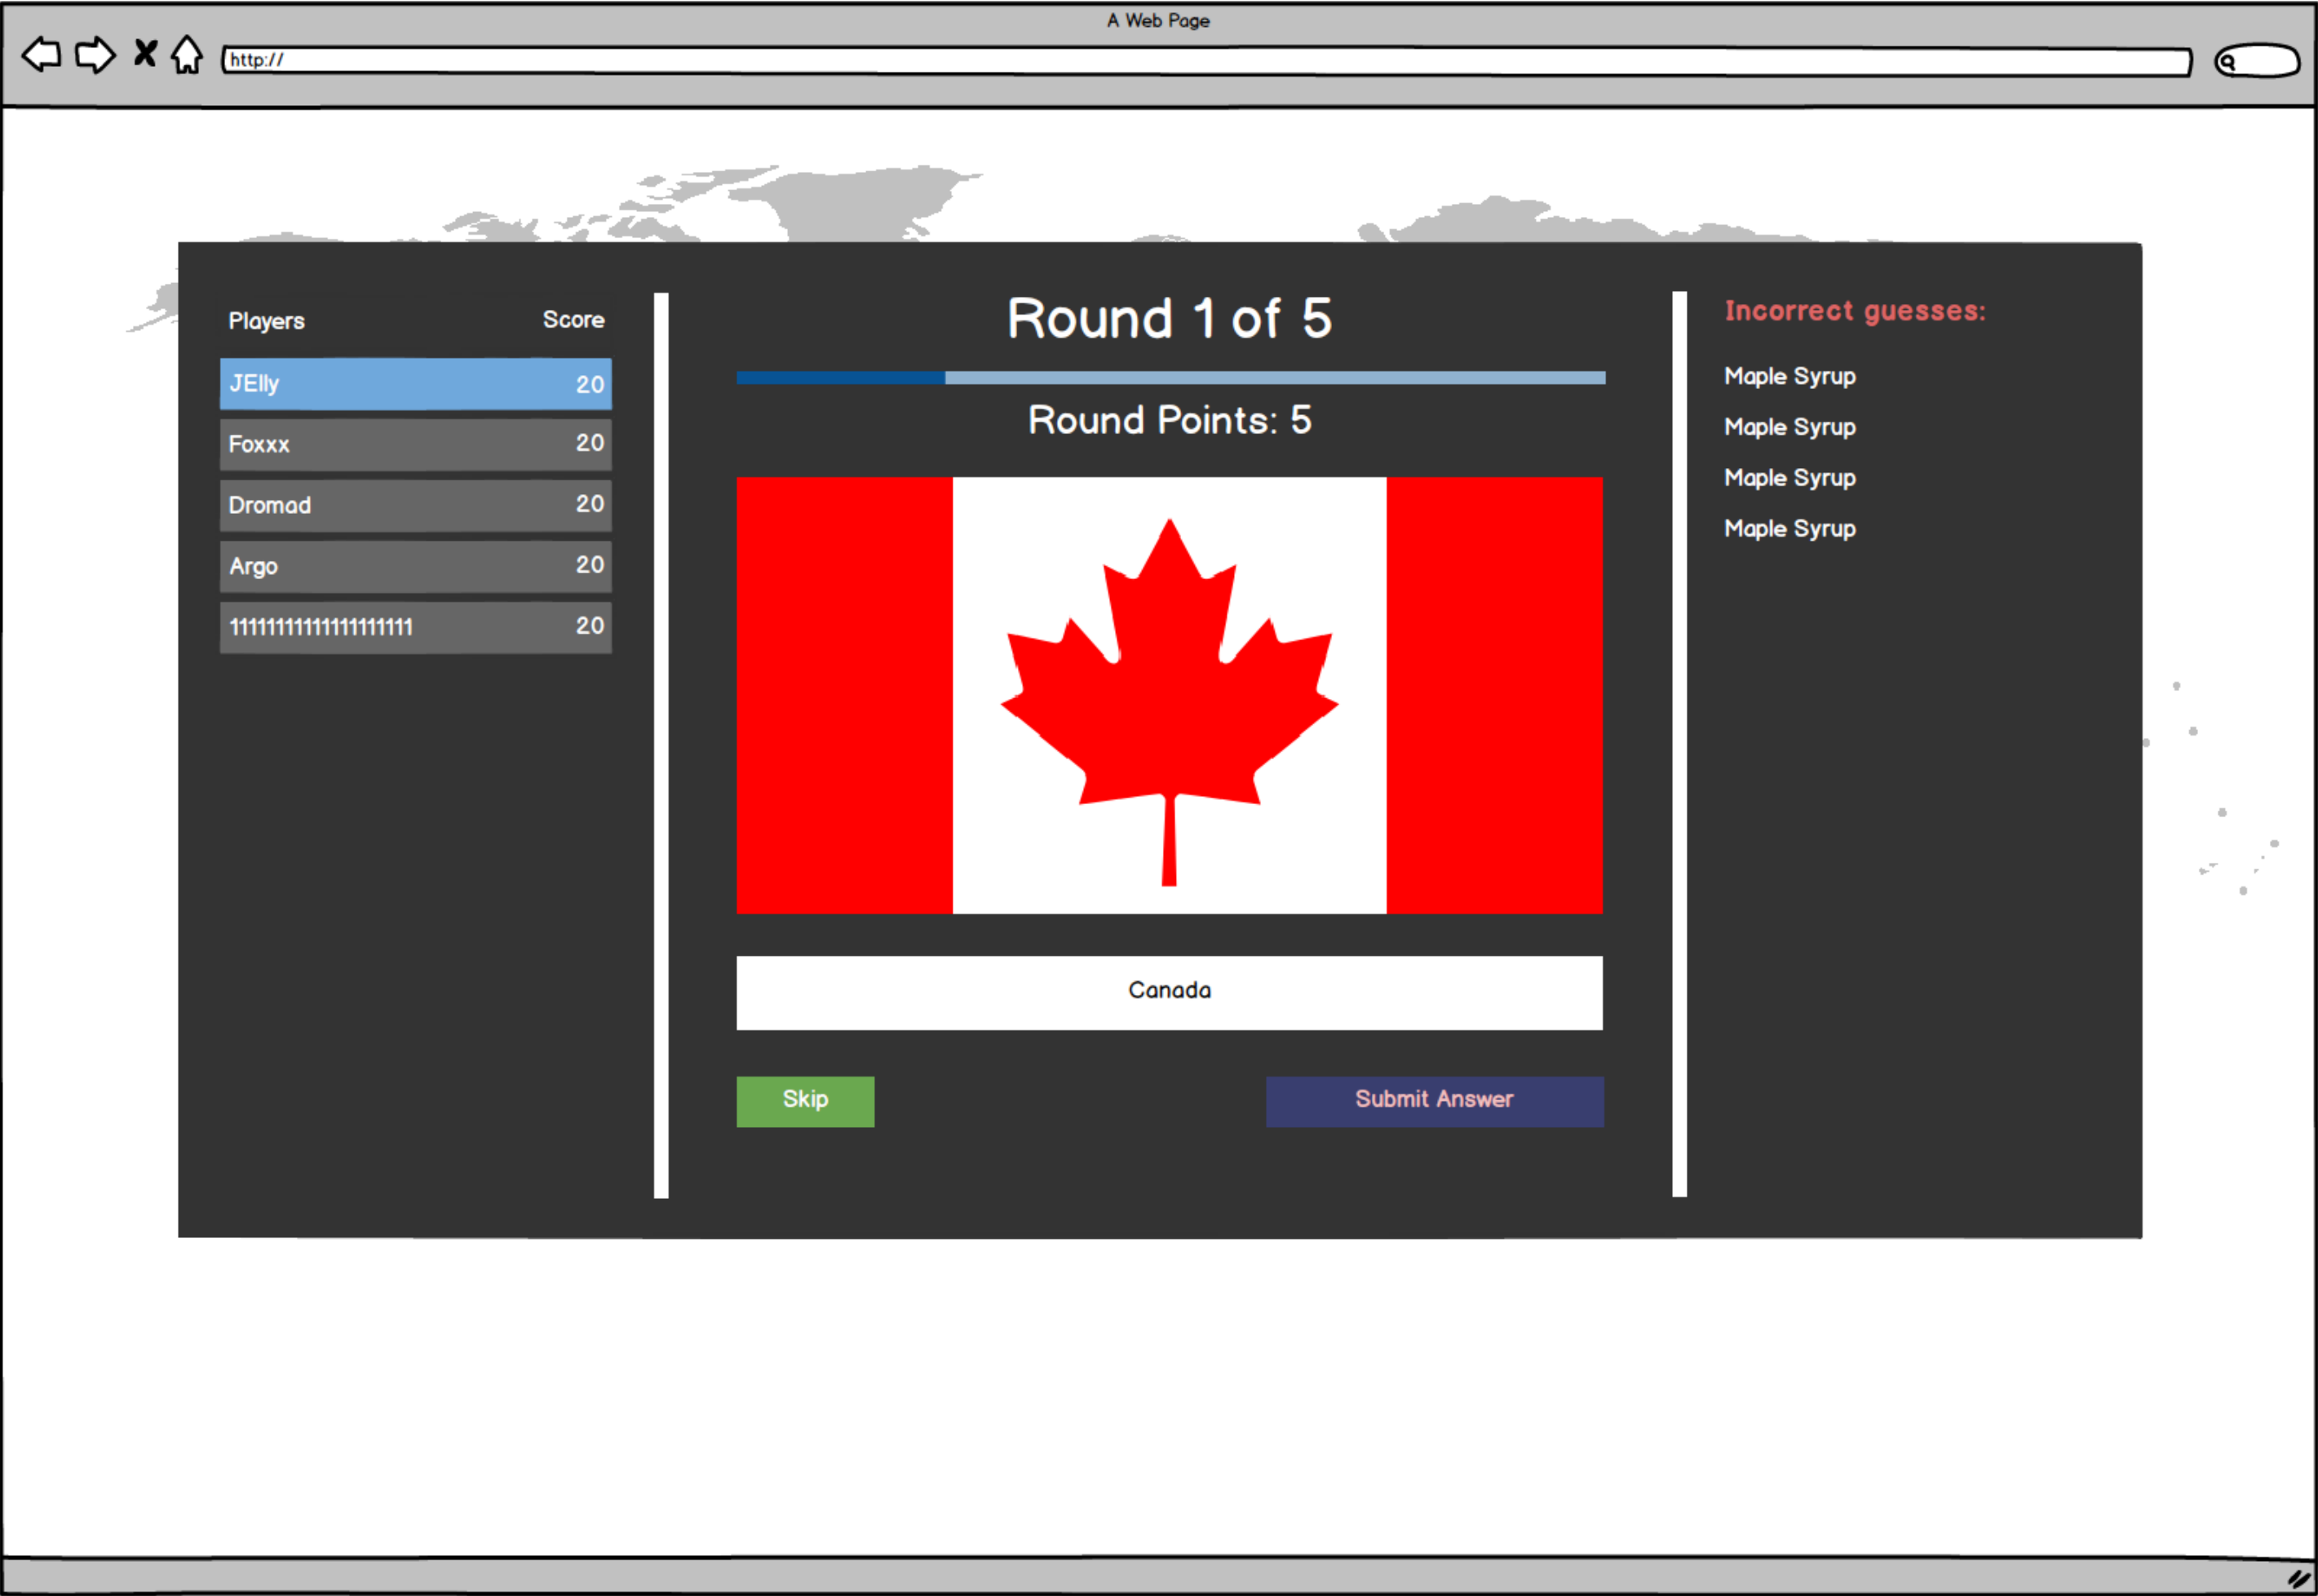 A Web Page
http://
Players Score
JElly 20
Foxxx 20
Dromad 20
Argo 20
11111111111111111111 20
Round 1 of 5
Round Points: 5
Canada
Skip Submit Answer
Incorrect guesses:
Maple Syrup
Maple Syrup
Maple Syrup
Maple Syrup